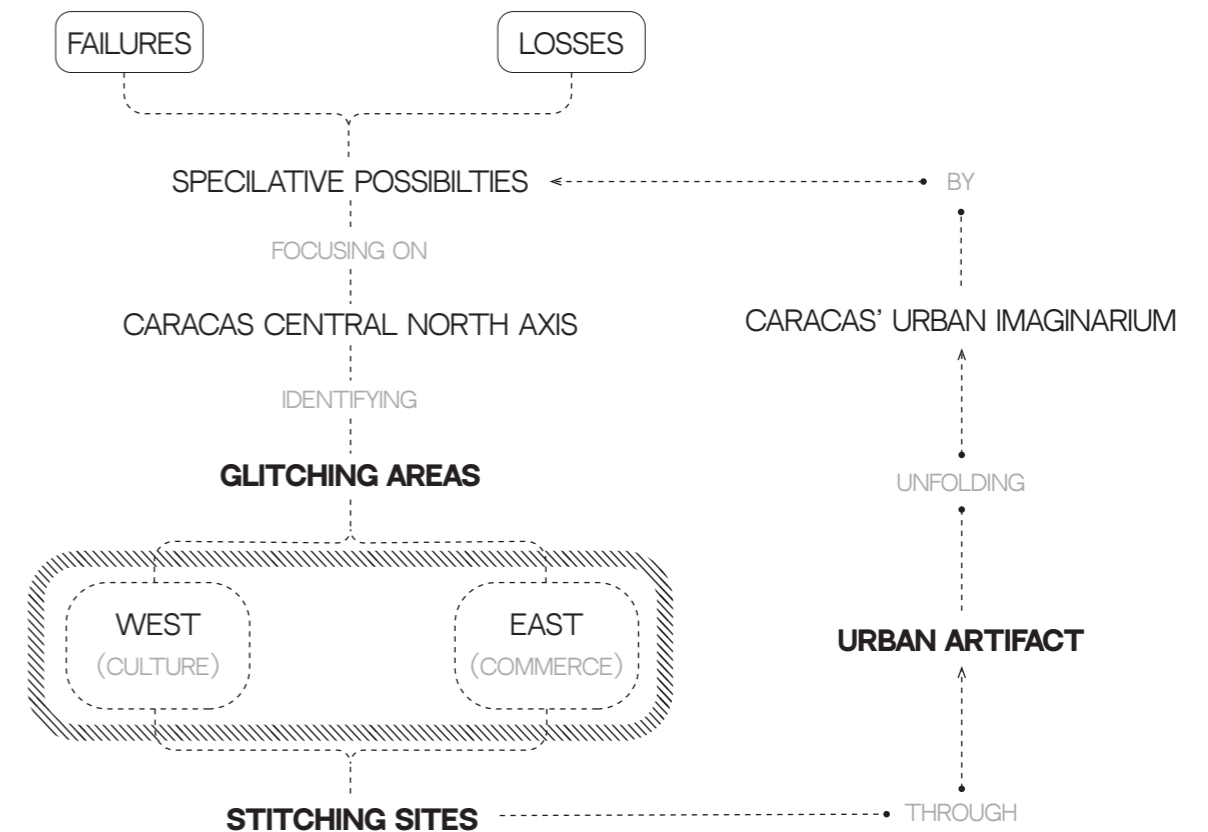 FAILURES
LOSSES
SPECILATIVE POSSIBILTIES
BY
FOCUSING ON
CARACAS CENTRAL NORTH AXIS
CARACAS’ URBAN IMAGINARIUM
IDENTIFYING
GLITCHING AREAS
UNFOLDING
WEST
(CULTURE)
EAST
(COMMERCE)
URBAN ARTIFACT
STITCHING SITES
THROUGH